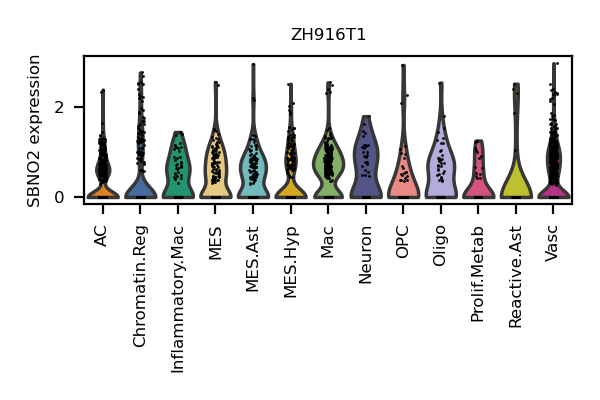 ZH916T1
SBNO2 expression
2
0
AC
Chromatin.Reg
Inflammatory.Mac
MES
MES.Ast
MES.Hyp
Mac
Neuron
OPC
Oligo
Prolif.Metab
Reactive.Ast
Vasc